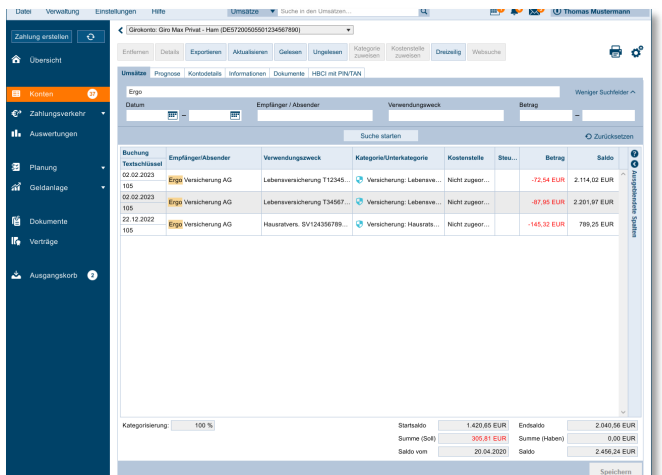 Datei Verwaltung Einstellungen Hilfe Umsätze Suche in den Umsätzen... Thomas Mustermann
Zahlung erstellen
Girokonto: Giro Max Privat - Ham (DE57200505501234567890)
Entfernen Details Exportieren Aktualisieren Gelesen Ungelesen Kategorie zuweisen Kostenstelle zuweisen Dreizeilig Websuche
Übersicht
Umsätze Prognose Kontodetails Informationen Dokumente HBCI mit PIN/TAN
Konten 37
Ergo Weniger Suchfelder
Datum Empfänger / Absender Verwendungsweck Betrag
Zahlungsverkehr
– –
Auswertungen
Suche starten Zurücksetzen
Buchung
Textschlüssel Empfänger/Absender Verwendungszweck Kategorie/Unterkategorie Kostenstelle Steu... Betrag Saldo
Planung
Geldanlage
Dokumente
Verträge
Ausgangskorb 2
02.02.2023
105 Ergo Versicherung AG Lebensversicherung T12345... Versicherung: Lebensve... Nicht zugeor... -72,54 EUR 2.114,02 EUR
02.02.2023
105 Ergo Versicherung AG Lebensversicherung T34567... Versicherung: Lebensve... Nicht zugeor... -87,95 EUR 2.201,97 EUR
22.12.2022
105 Ergo Versicherung AG Hausratvers. SV124356789... Versicherung: Hausrats... Nicht zugeor... -145,32 EUR 789,25 EUR
Ausgeblendete Spalten
Kategorisierung: 100 % Startsaldo 1.420,65 EUR Endsaldo 2.040,56 EUR
Summe (Soll) 305,81 EUR Summe (Haben) 0,00 EUR
Saldo vom 20.04.2020 Saldo 2.456,24 EUR
Speichern